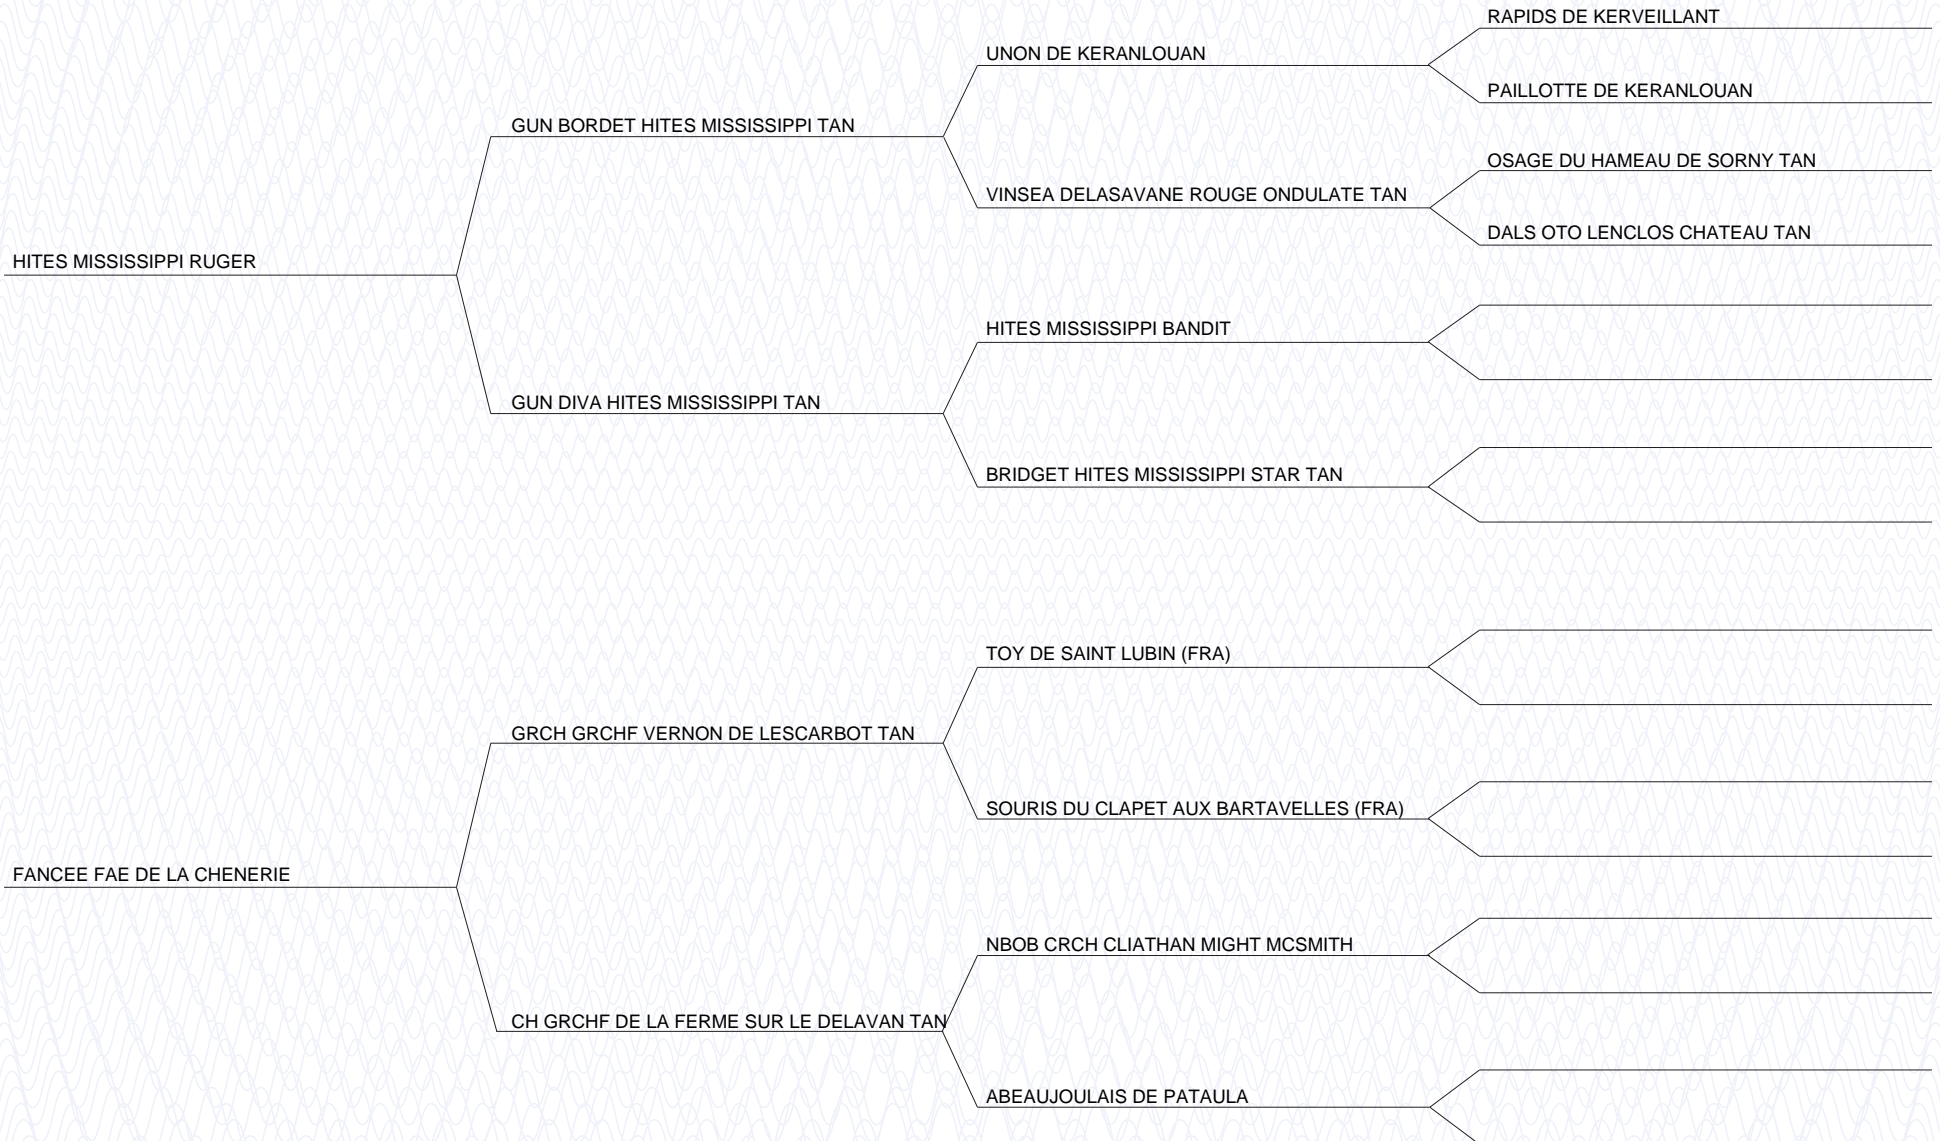 RAPIDS DE KERVEILLANT
UNON DE KERANLOUAN
PAILLOTTE DE KERANLOUAN
GUN BORDET HITES MISSISSIPPI TAN
OSAGE DU HAMEAU DE SORNY TAN
VINSEA DELASAVANE ROUGE ONDULATE TAN
DALS OTO LENCLOS CHATEAU TAN
HITES MISSISSIPPI RUGER
HITES MISSISSIPPI BANDIT
GUN DIVA HITES MISSISSIPPI TAN
BRIDGET HITES MISSISSIPPI STAR TAN
TOY DE SAINT LUBIN (FRA)
GRCH GRCHF VERNON DE LESCARBOT TAN
SOURIS DU CLAPET AUX BARTAVELLES (FRA)
FANCEE FAE DE LA CHENERIE
NBOB CRCH CLIATHAN MIGHT MCSMITH
CH GRCHF DE LA FERME SUR LE DELAVAN TAN
ABEAUJOULAIS DE PATAULA